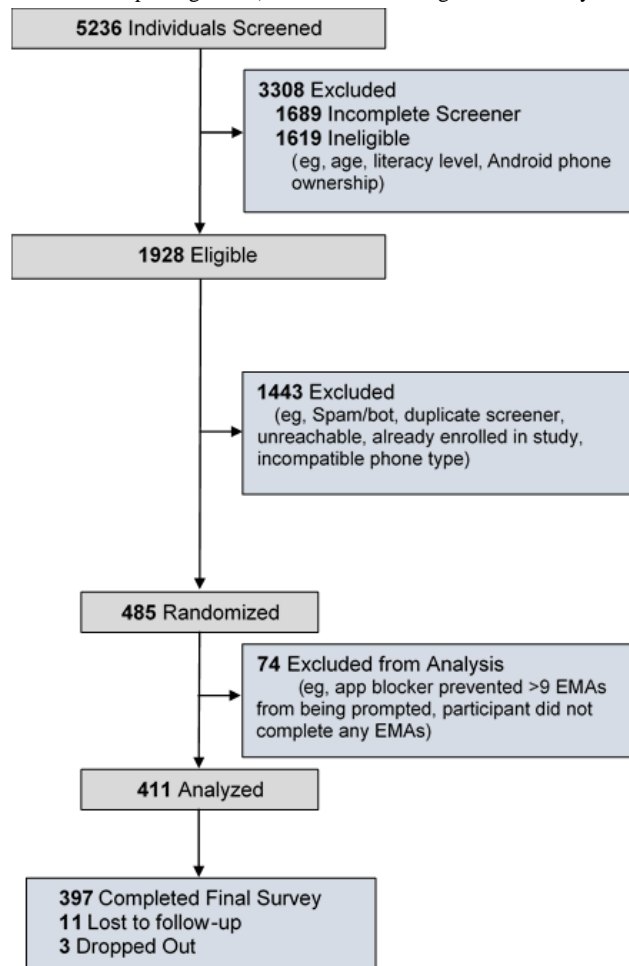 5236 Individuals Screened
3308 Excluded
1689 Incomplete Screener
1619 Ineligible
(eg, age, literacy level, Android phone
ownership)
1928 Eligible
1443 Excluded
(eg, Spam/bot, duplicate screener,
unreachable, already enrolled in study,
incompatible phone type)
485 Randomized
74 Excluded from Analysis
(eg, app blocker prevented >9 EMAs
from being prompted, participant did not
complete any EMAs)
411 Analyzed
397 Completed Final Survey
11 Lost to follow-up
3 Dropped Out